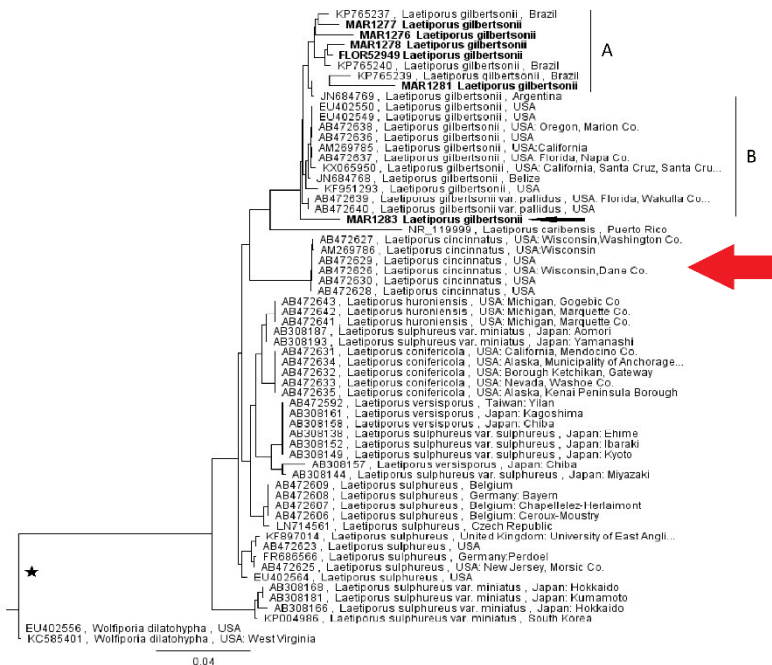 KP765237 , Laetiporus gilbertsonii , Brazil
MAR1277 Laetiporus gilbertsonii
MAR1276 Laetiporus gilbertsonii
MAR1278 Laetiporus gilbertsonii
A
FLOR52949 Laetiporus gilbertsonii
KP765240 , Laetiporus gilbertsonii , Brazil
KP765239 , Laetiporus gilbertsonii , Brazil
MAR1281 Laetiporus gilbertsonii
JN684769 , Laetiporus gilbertsonii , Argentina
EU402550 , Laetiporus gilbertsonii , USA
EU402549 , Laetiporus gilbertsonii , USA
AB472638 , Laetiporus gilbertsonii , USA: Oregon, Marion Co.
AB472636 , Laetiporus gilbertsonii , USA
AM269785 , Laetiporus gilbertsonii , USA:California
B
AB472637 , Laetiporus gilbertsonii , USA: Florida, Napa Co.
KX065950 , Laetiporus gilbertsonii , USA: California, Santa Cruz, Santa Cru...
JN684768 , Laetiporus gilbertsonii , Belize
KF951293 , Laetiporus gilbertsonii , USA
AB472639 , Laetiporus gilbertsonii var. pallidus , USA: Florida, Wakulla Co...
AB472640 , Laetiporus gilbertsonii var. pallidus , USA
MAR1283 Laetiporus gilbertsonii
NR_119999 , Laetiporus caribensis , Puerto Rico
AB472627 , Laetiporus cincinnatus , USA: Wisconsin,Washington Co.
AM269786 , Laetiporus cincinnatus , USA:Wisconsin
AB472629 , Laetiporus cincinnatus , USA
AB472626 , Laetiporus cincinnatus , USA: Wisconsin,Dane Co.
AB472630 , Laetiporus cincinnatus , USA
AB472628 , Laetiporus cincinnatus , USA
AB472643 , Laetiporus huroniensis , USA: Michigan, Gogebic Co
AB472642 , Laetiporus huroniensis , USA: Michigan, Marquette Co.
AB472641 , Laetiporus huroniensis , USA: Michigan, Marquette Co.
AB308187 , Laetiporus sulphureus var. miniatus , Japan: Aomori
AB308193 , Laetiporus sulphureus var. miniatus , Japan: Yamanashi
AB472631 , Laetiporus conifericola , USA: California, Mendocino Co.
AB472634 , Laetiporus conifericola , USA: Alaska, Municipality of Anchorage...
AB472632 , Laetiporus conifericola , USA: Borough Ketchikan, Gateway
AB472633 , Laetiporus conifericola , USA: Nevada, Washoe Co.
AB472635 , Laetiporus conifericola , USA: Alaska, Kenai Peninsula Borough
AB472592 , Laetiporus versisporus , Taiwan: Yilan
AB308161 , Laetiporus versisporus , Japan: Kagoshima
AB308158 , Laetiporus versisporus , Japan: Chiba
AB308138 , Laetiporus sulphureus var. sulphureus , Japan: Ehime
AB308152 , Laetiporus sulphureus var. sulphureus , Japan: Ibaraki
AB308149 , Laetiporus sulphureus var. sulphureus , Japan: Kyoto
AB308157 , Laetiporus versisporus , Japan: Chiba
AB308144 , Laetiporus sulphureus var. sulphureus , Japan: Miyazaki
AB472609 , Laetiporus sulphureus , Belgium
AB472608 , Laetiporus sulphureus , Germany: Bayern
AB472607 , Laetiporus sulphureus , Belgium: Chapellelez-Herlaimont
AB472606 , Laetiporus sulphureus , Belgium: Ceroux-Moustry
LN714561 , Laetiporus sulphureus , Czech Republic
KF897014 , Laetiporus sulphureus , United Kingdom: University of East Angli...
AB472623 , Laetiporus sulphureus , USA
FR686566 , Laetiporus sulphureus , Germany:Perdoel
AB472625 , Laetiporus sulphureus , USA: New Jersey, Morsic Co.
EU402564 , Laetiporus sulphureus , USA
AB308168 , Laetiporus sulphureus var. miniatus , Japan: Hokkaido
AB308181 , Laetiporus sulphureus var. miniatus , Japan: Kumamoto
AB308166 , Laetiporus sulphureus var. miniatus , Japan: Hokkaido
KP004986 , Laetiporus sulphureus var. miniatus , South Korea
EU402556 , Wolfiporia dilatohypha , USA
KC585401 , Wolfiporia dilatohypha , USA: West Virginia
0.04